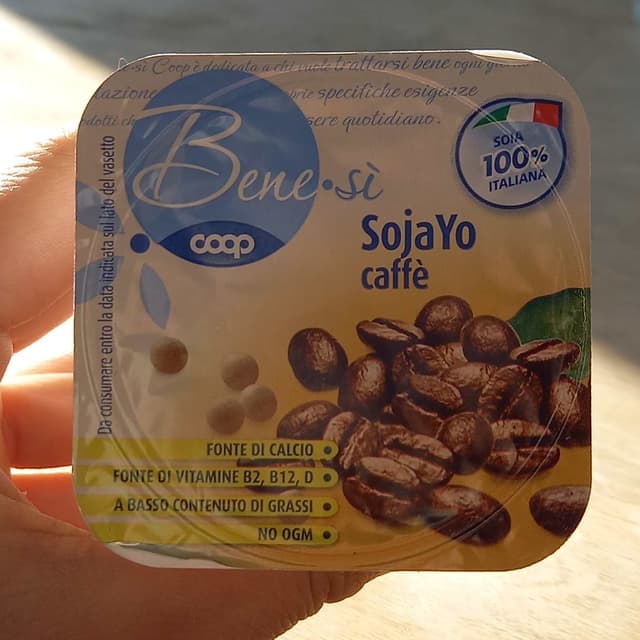 -sì Coop è dedicata a chi vuole trattarsi bene ogni
specifiche esigenze
quotidiano.
Bene·sì
coop
SOIA
100%
ITALIANA
SojaYo
caffè
Da consumare entro la data indicata sul lato del vasetto
FONTE DI CALCIO
FONTE DI VITAMINE B2, B12, D
A BASSO CONTENUTO DI GRASSI
NO OGM